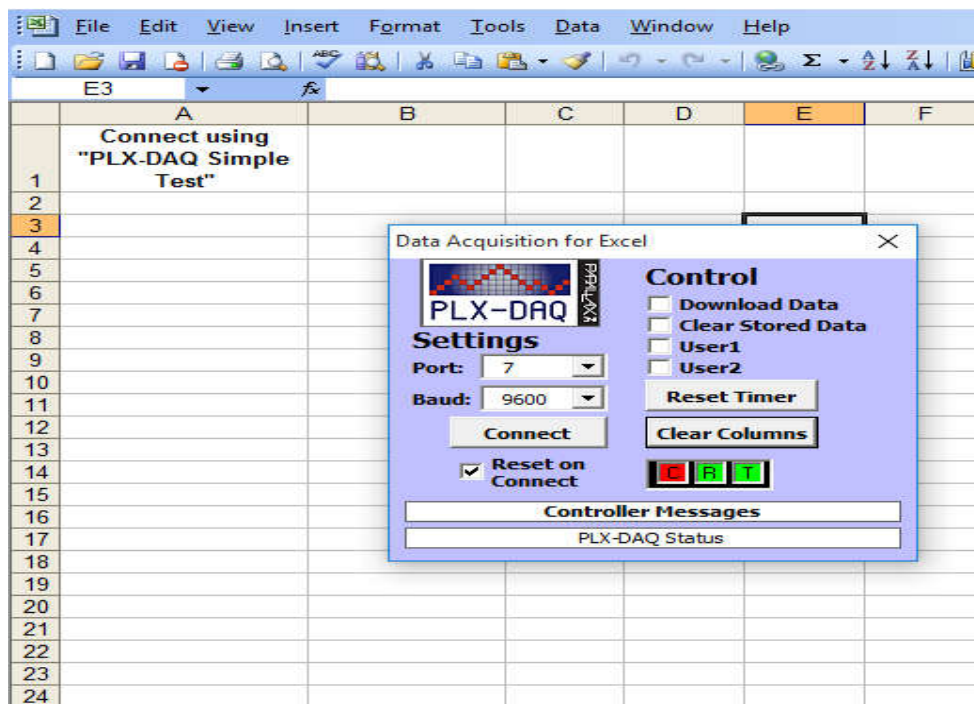 File Edit View Insert Format Tools Data Window Help
ABC Σ A Z Z A
E3 fx
A B C D E F
Connect using
"PLX-DAQ Simple
Test"
1
2
3
4
5
6
7
8
9
10
11
12
13
14
15
16
17
18
19
20
21
22
23
24
Data Acquisition for Excel
PLX-DAQ
PARALLAX
Settings
Port: 7
Baud: 9600
Connect
Reset on
Connect
Control
Download Data
Clear Stored Data
User1
User2
Reset Timer
Clear Columns
C R T
Controller Messages
PLX-DAQ Status